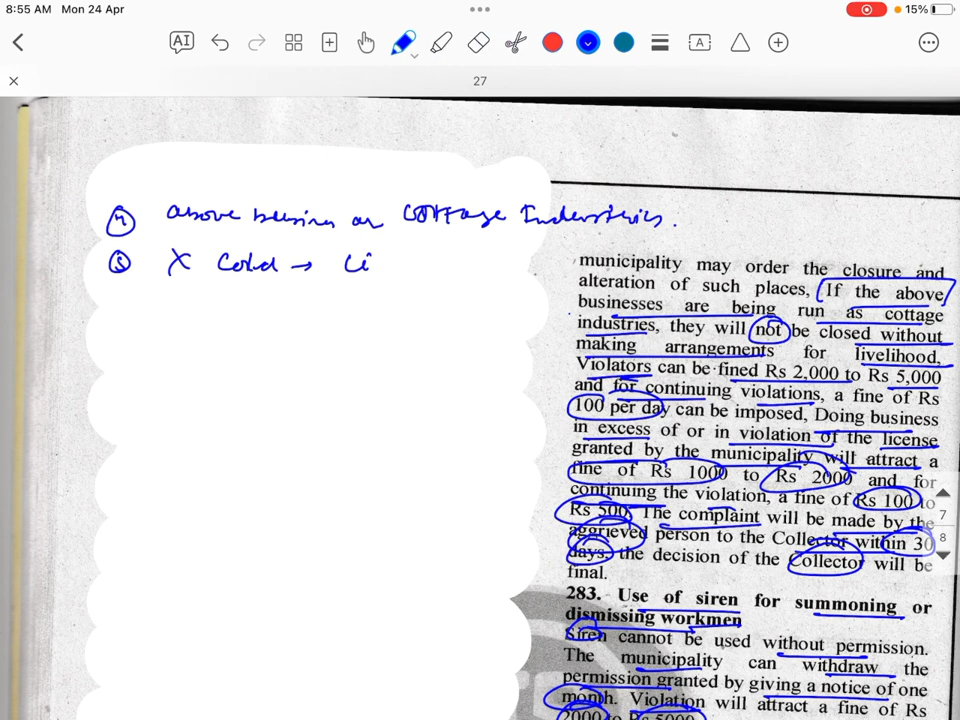 8:55 AM Mon 24 Apr
15%
AI
A
27
④ above business are Cottage Industries.
⑤ X Closed → Li
municipality may order the closure and
alteration of such places, If the above
businesses are being run as cottage
industries, they will not be closed without
making arrangements for livelihood,
Violators can be fined Rs 2,000 to Rs 5,000
and for continuing violations, a fine of Rs
100 per day can be imposed, Doing business
in excess of or in violation of the license
granted by the municipality will attract a
fine of Rs 1000 to Rs 2000 and for
continuing the violation, a fine of Rs 100 to
Rs 500. The complaint will be made by the
aggrieved person to the Collector within 30
days, the decision of the Collector will be
final.
7
8
283. Use of siren for summoning or
dismissing workmen
Siren cannot be used without permission.
The municipality can withdraw the
permission granted by giving a notice of one
month. Violation will attract a fine of Rs
2000 to Rs 5000